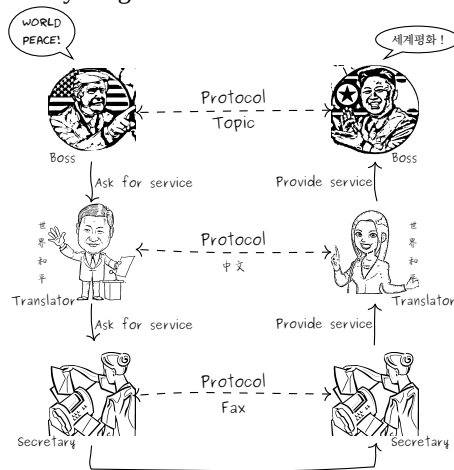 WORLD
PEACE!
세계평화 !
Protocol
Topic
Boss
Boss
Ask for service
Provide service
世
界
和
平
世
界
和
平
Protocol
中文
Translator
Translator
Ask for service
Provide service
Protocol
Fax
Secretary
Secretary